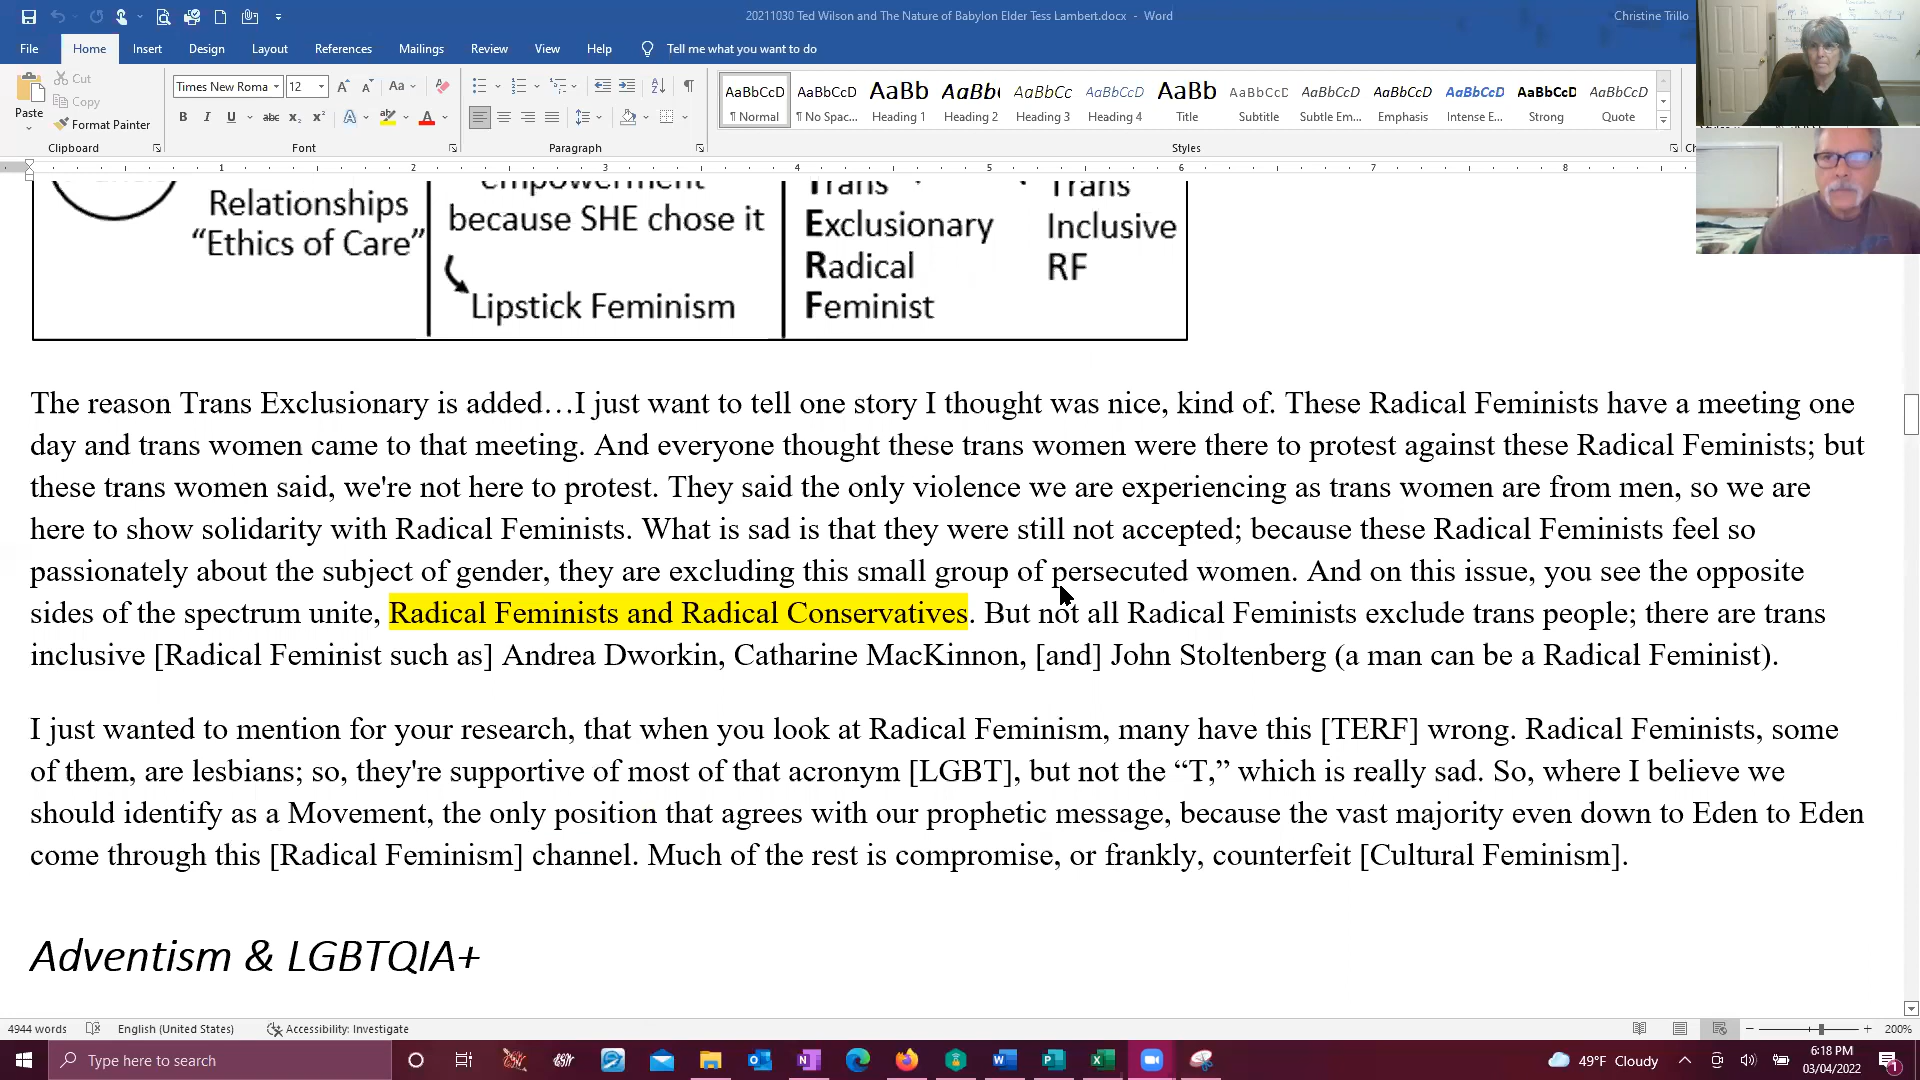 20211030 Ted Wilson and The Nature of Babylon Elder Tess Lambert.docx - Word
Christine Trillo
File Home Insert Design Layout References Mailings Review View Help Tell me what you want to do
Paste
Cut
Copy
Format Painter
Clipboard
Times New Roma 12
Font
Paragraph
AaBbCcD AaBbCcD AaBb AaBb( AaBbCc AaBbCcD AaBb AaBbCcD AaBbCcD AaBbCcD AaBbCcD AaBbCcD AaBbCcD
¶ Normal ¶ No Spac... Heading 1 Heading 2 Heading 3 Heading 4 Title Subtitle Subtle Em... Emphasis Intense E... Strong Quote
Styles
1 2 3 4 5 6 7 8
Relationships
“Ethics of Care”
empowerment
because SHE chose it
Lipstick Feminism
Trans
Exclusionary
Radical
Feminist
Trans
Inclusive
RF
The reason Trans Exclusionary is added…I just want to tell one story I thought was nice, kind of. These Radical Feminists have a meeting one
day and trans women came to that meeting. And everyone thought these trans women were there to protest against these Radical Feminists; but
these trans women said, we're not here to protest. They said the only violence we are experiencing as trans women are from men, so we are
here to show solidarity with Radical Feminists. What is sad is that they were still not accepted; because these Radical Feminists feel so
passionately about the subject of gender, they are excluding this small group of persecuted women. And on this issue, you see the opposite
sides of the spectrum unite, Radical Feminists and Radical Conservatives. But not all Radical Feminists exclude trans people; there are trans
inclusive [Radical Feminist such as] Andrea Dworkin, Catharine MacKinnon, [and] John Stoltenberg (a man can be a Radical Feminist).
I just wanted to mention for your research, that when you look at Radical Feminism, many have this [TERF] wrong. Radical Feminists, some
of them, are lesbians; so, they're supportive of most of that acronym [LGBT], but not the “T,” which is really sad. So, where I believe we
should identify as a Movement, the only position that agrees with our prophetic message, because the vast majority even down to Eden to Eden
come through this [Radical Feminism] channel. Much of the rest is compromise, or frankly, counterfeit [Cultural Feminism].
Adventism & LGBTQIA+
4944 words English (United States) Accessibility: Investigate 200%
Type here to search
49°F Cloudy
6:18 PM
03/04/2022